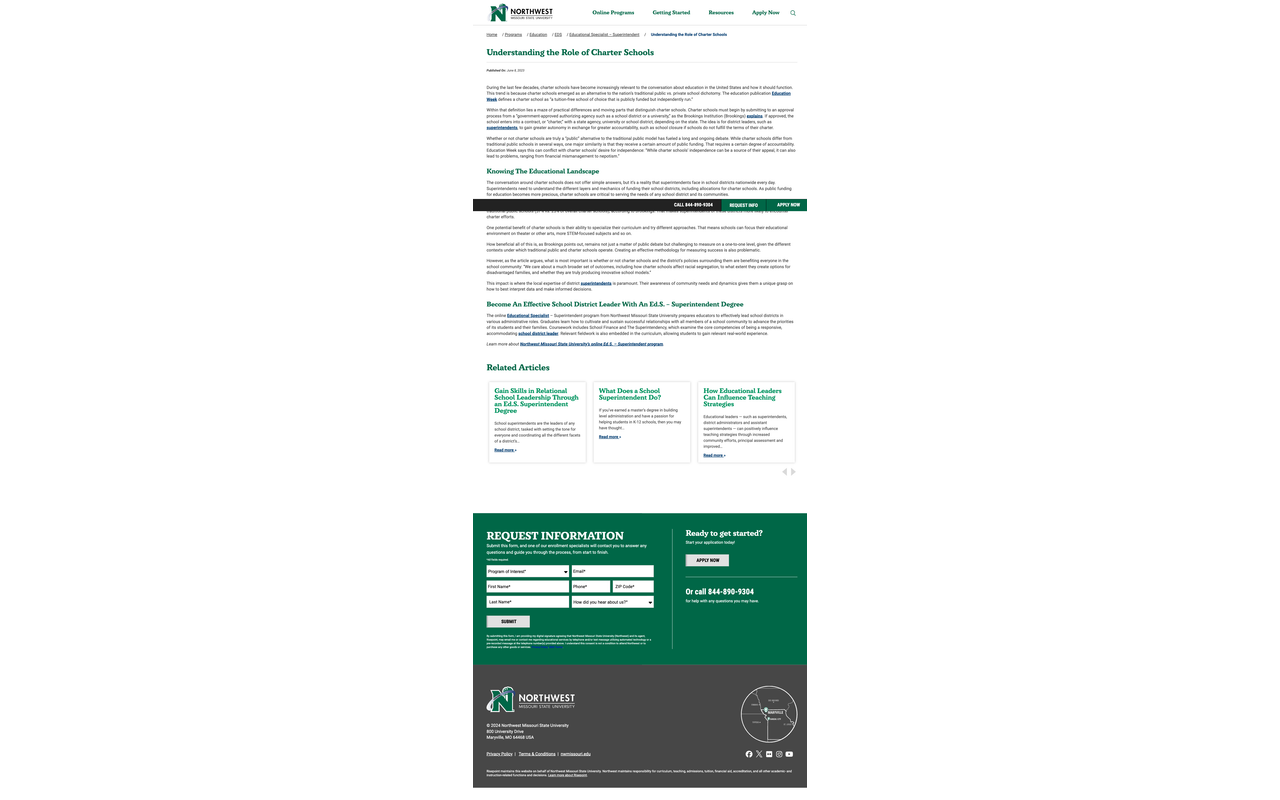 NORTHWEST
MISSOURI STATE UNIVERSITY
Online Programs
Getting Started
Resources
Apply Now
Home / Programs / Education / EDS / Educational Specialist – Superintendent / Understanding the Role of Charter Schools
Understanding the Role of Charter Schools
Published On: June 6, 2023
During the last few decades, charter schools have become increasingly relevant to the conversation about education in the United States and how it should function.
This trend is because charter schools emerged as an alternative to the nation's traditional public vs. private school dichotomy. The education publication Education
Week defines a charter school as "a tuition-free school of choice that is publicly funded but independently run."
Within that definition lies a maze of practical differences and moving parts that distinguish charter schools. Charter schools must begin by submitting to an approval
process from a "government-approved authorizing agency such as a school district or a university," as the Brookings Institution (Brookings) explains. If approved, the
school enters into a contract, or "charter," with a state agency, university or school district, depending on the state. The idea is for district leaders, such as
superintendents, to gain greater autonomy in exchange for greater accountability, such as school closure if schools do not fulfill the terms of their charter.
Whether or not charter schools are truly a "public" alternative to the traditional public model has fueled a long and ongoing debate. While charter schools differ from
traditional public schools in several ways, one major similarity is that they receive a certain amount of public funding. That requires a certain degree of accountability.
Education Week says this can conflict with charter schools' desire for independence: "While charter schools' independence can be a source of their appeal, it can also
lead to problems, ranging from financial mismanagement to nepotism."
Knowing The Educational Landscape
The conversation around charter schools does not offer simple answers, but it's a reality that superintendents face in school districts nationwide every day.
Superintendents need to understand the different layers and mechanics of funding their school districts, including allocations for charter schools. As public funding
for education becomes more previous, charter schools are critical to serving the needs of any school district and its communities.
CALL 844-890-9304
REQUEST INFO
APPLY NOW
charter efforts.
One potential benefit of charter schools is their ability to specialize their curriculum and try different approaches. That means schools can focus their educational
environment on theater or other arts, more STEM-focused subjects and so on.
How beneficial all of this is, as Brookings points out, remains not just a matter of public debate but challenging to measure on a one-to-one level, given the different
contexts under which traditional public and charter schools operate. Creating an effective methodology for measuring success is also problematic.
However, as the article argues, what is most important is whether or not charter schools and the district's policies surrounding them are benefiting everyone in the
school community: "We care about a much broader set of outcomes, including how charter schools affect racial segregation, to what extent they create options for
disadvantaged families, and whether they are truly producing innovative school models."
This impact is where the local expertise of district superintendents is paramount. Their awareness of community needs and dynamics gives them a unique grasp on
how to best interpret data and make informed decisions.
Become An Effective School District Leader With An Ed.S. – Superintendent Degree
The online Educational Specialist – Superintendent program from Northwest Missouri State University prepares educators to effectively lead school districts in
various administrative roles. Graduates learn how to cultivate and sustain successful relationships with all members of a school community to advance the priorities
of its students and their families. Coursework includes School Finance and The Superintendency, which examine the core competencies of being a responsive,
accommodating school district leader. Relevant fieldwork is also embedded in the curriculum, allowing students to gain relevant real-world experience.
Learn more about Northwest Missouri State University's online Ed.S. – Superintendent program.
Related Articles
Gain Skills in Relational
School Leadership Through
an Ed.S. Superintendent
Degree
School superintendents are the leaders of any
school district, tasked with setting the tone for
everyone and coordinating all the different facets
of a district's...
Read more »
What Does a School
Superintendent Do?
If you've earned a master's degree in building
level administration and have a passion for
helping students in K-12 schools, then you may
have thought...
Read more »
How Educational Leaders
Can Influence Teaching
Strategies
Educational leaders — such as superintendents,
district administrators and assistant
superintendents — can positively influence
teaching strategies through increased
community efforts, principal assessment and
improved...
Read more »
REQUEST INFORMATION
Submit this form, and one of our enrollment specialists will contact you to answer any
questions and guide you through the process, from start to finish.
*All fields required.
Program of Interest*
Email*
First Name*
Phone*
ZIP Code*
Last Name*
How did you hear about us?*
SUBMIT
Ready to get started?
Start your application today!
APPLY NOW
Or call 844-890-9304
for help with any questions you may have.
NORTHWEST
MISSOURI STATE UNIVERSITY
© 2024 Northwest Missouri State University
800 University Drive
Maryville, MO 64468 USA
MARYVILLE
Privacy Policy | Terms & Conditions | nwmissouri.edu
Risepoint maintains this website on behalf of Northwest Missouri State University. Northwest maintains responsibility for curriculum, teaching, admissions, tuition, financial aid, accreditation, and all other academic- and
instruction-related functions and decisions. Learn more about Risepoint.